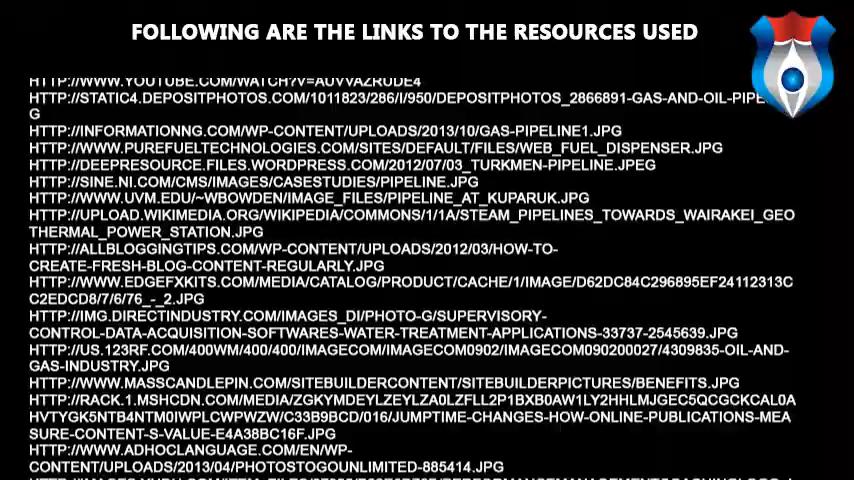 FOLLOWING ARE THE LINKS TO THE RESOURCES USED
HTTP://WWW.YOUTUBE.COM/WATCH?V=AUVVAZRUDE4
HTTP://STATIC4.DEPOSITPHOTOS.COM/1011823/286/I/950/DEPOSITPHOTOS_2866891-GAS-AND-OIL-PIPE
G
HTTP://INFORMATIONNG.COM/WP-CONTENT/UPLOADS/2013/10/GAS-PIPELINE1.JPG
HTTP://WWW.PUREFUELTECHNOLOGIES.COM/SITES/DEFAULT/FILES/WEB_FUEL_DISPENSER.JPG
HTTP://DEEPRESOURCE.FILES.WORDPRESS.COM/2012/07/03_TURKMEN-PIPELINE.JPEG
HTTP://SINE.NI.COM/CMS/IMAGES/CASESTUDIES/PIPELINE.JPG
HTTP://WWW.UVM.EDU/~WBOWDEN/IMAGE_FILES/PIPELINE_AT_KUPARUK.JPG
HTTP://UPLOAD.WIKIMEDIA.ORG/WIKIPEDIA/COMMONS/1/1A/STEAM_PIPELINES_TOWARDS_WAIRAKEI_GEO
THERMAL_POWER_STATION.JPG
HTTP://ALLBLOGGINGTIPS.COM/WP-CONTENT/UPLOADS/2012/03/HOW-TO-
CREATE-FRESH-BLOG-CONTENT-REGULARLY.JPG
HTTP://WWW.EDGEFXKITS.COM/MEDIA/CATALOG/PRODUCT/CACHE/1/IMAGE/D62DC84C296895EF24112313C
C2EDCD8/7/6/76_-_2.JPG
HTTP://IMG.DIRECTINDUSTRY.COM/IMAGES_DI/PHOTO-G/SUPERVISORY-
CONTROL-DATA-ACQUISITION-SOFTWARES-WATER-TREATMENT-APPLICATIONS-33737-2545639.JPG
HTTP://US.123RF.COM/400WM/400/400/IMAGECOM/IMAGECOM0902/IMAGECOM090200027/4309835-OIL-AND-
GAS-INDUSTRY.JPG
HTTP://WWW.MASSCANDLEPIN.COM/SITEBUILDERCONTENT/SITEBUILDERPICTURES/BENEFITS.JPG
HTTP://RACK.1.MSHCDN.COM/MEDIA/ZGKYMDEYLZEYLZA0LZFLL2P1BXB0AW1LY2HHLMJGEC5QCGCKCAL0A
HVTYGK5NTB4NTM0IWPLCWPWZW/C33B9BCD/016/JUMPTIME-CHANGES-HOW-ONLINE-PUBLICATIONS-MEA
SURE-CONTENT-S-VALUE-E4A38BC16F.JPG
HTTP://WWW.ADHOCLANGUAGE.COM/EN/WP-
CONTENT/UPLOADS/2013/04/PHOTOSTOGOUNLIMITED-885414.JPG